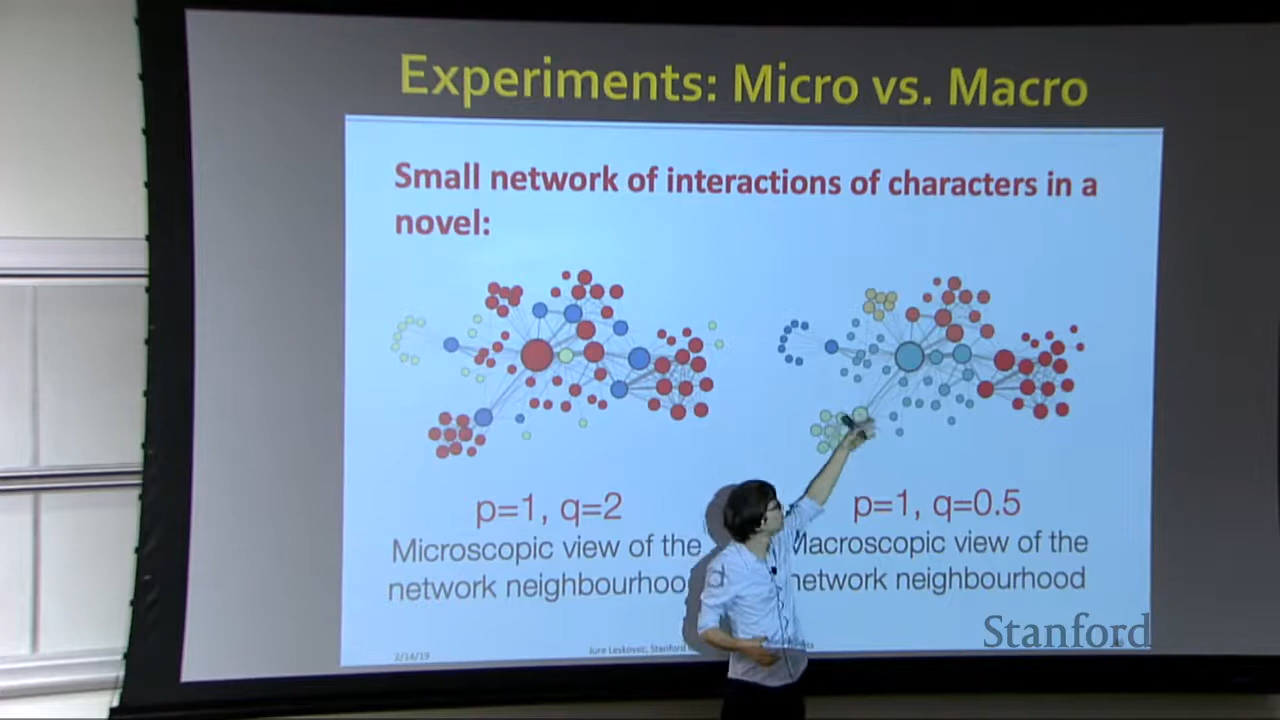 Experiments: Micro vs. Macro
Small network of interactions of characters in a
novel:
p=1, q=2
p=1, q=0.5
Microscopic view of the
network neighbourhood
Macroscopic view of the
network neighbourhood
Stanford
2/14/19
Jure Leskovec, Stanford